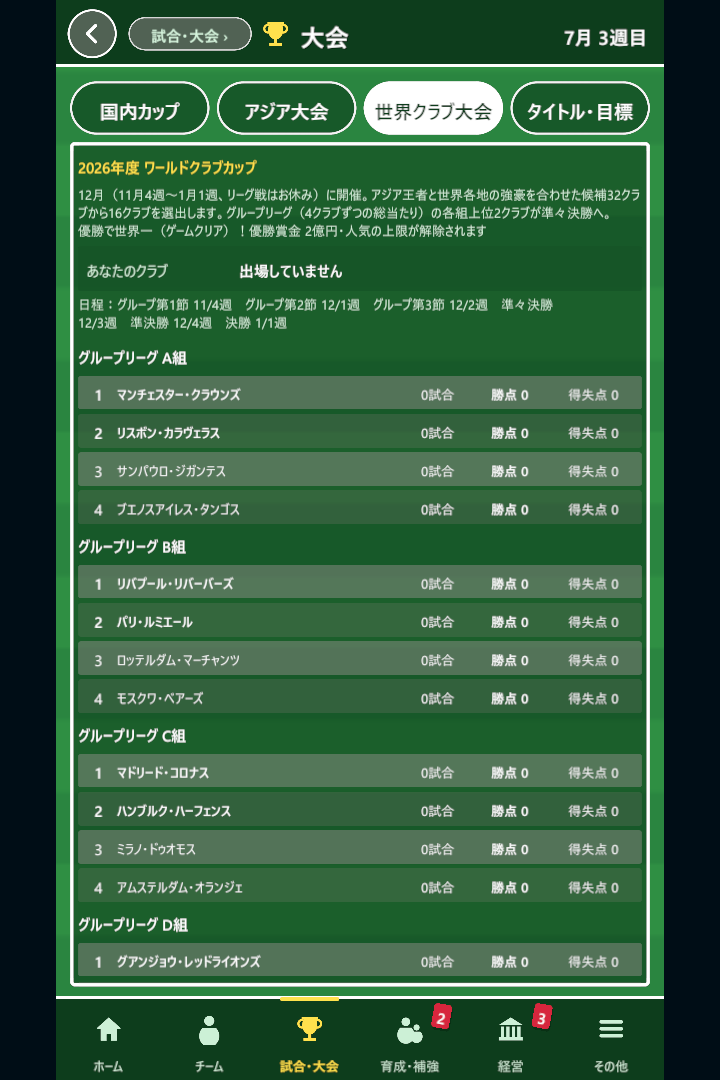 試合・大会 ›
大会
7月 3週目
国内カップ
アジア大会
世界クラブ大会
タイトル・目標
2026年度 ワールドクラブカップ
12月（11月4週〜1月1週、リーグ戦はお休み）に開催。アジア王者と世界各地の強豪を合わせた候補32クラ
ブから16クラブを選出します。グループリーグ（4クラブずつの総当たり）の各組上位2クラブが準々決勝へ。
優勝で世界一（ゲームクリア）！優勝賞金 2億円・人気の上限が解除されます
あなたのクラブ 出場していません
日程：グループ第1節 11/4週 グループ第2節 12/1週 グループ第3節 12/2週 準々決勝
12/3週 準決勝 12/4週 決勝 1/1週
グループリーグ A組
1 マンチェスター・クラウンズ 0試合 勝点 0 得失点 0
2 リスボン・カラヴェラス 0試合 勝点 0 得失点 0
3 サンパウロ・ジガンテス 0試合 勝点 0 得失点 0
4 ブエノスアイレス・タンゴス 0試合 勝点 0 得失点 0
グループリーグ B組
1 リバプール・リバーバーズ 0試合 勝点 0 得失点 0
2 パリ・ルミエール 0試合 勝点 0 得失点 0
3 ロッテルダム・マーチャンツ 0試合 勝点 0 得失点 0
4 モスクワ・ベアーズ 0試合 勝点 0 得失点 0
グループリーグ C組
1 マドリード・コロナス 0試合 勝点 0 得失点 0
2 ハンブルク・ハーフェンス 0試合 勝点 0 得失点 0
3 ミラノ・ドゥオモス 0試合 勝点 0 得失点 0
4 アムステルダム・オランジェ 0試合 勝点 0 得失点 0
グループリーグ D組
1 グアンジョウ・レッドライオンズ 0試合 勝点 0 得失点 0
2
3
ホーム
チーム
試合・大会
育成・補強
経営
その他